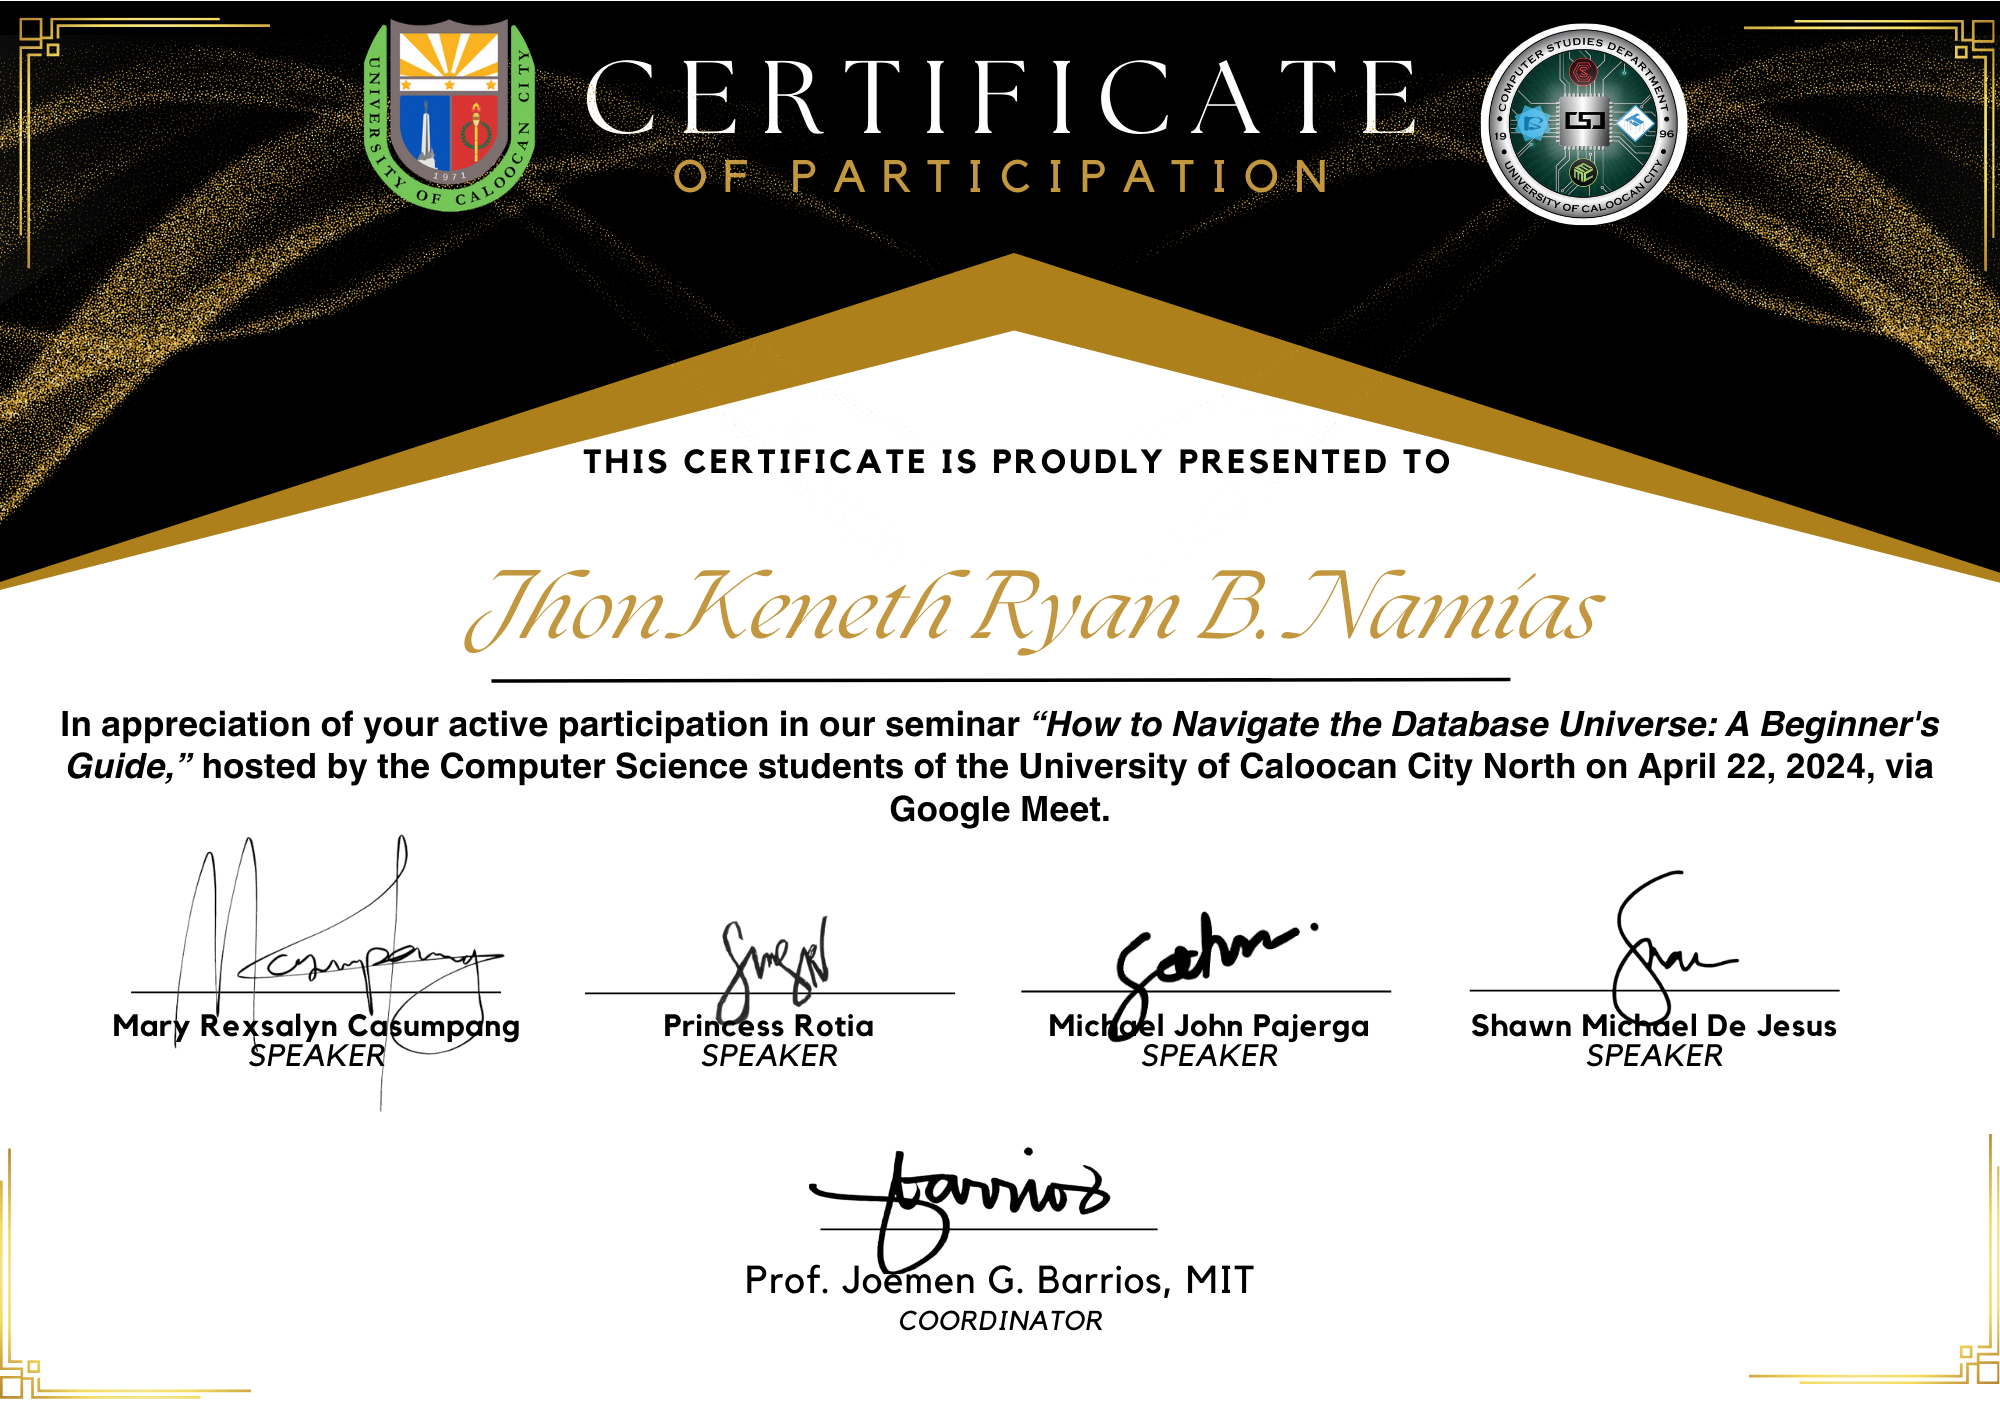 UNIVERSITY OF CALOOCAN CITY
1971
CERTIFICATE
OF PARTICIPATION
COMPUTER STUDIES DEPARTMENT
19 96
UNIVERSITY OF CALOOCAN CITY
THIS CERTIFICATE IS PROUDLY PRESENTED TO
Jhon Keneth Ryan B. Namias
In appreciation of your active participation in our seminar “How to Navigate the Database Universe: A Beginner's
Guide,” hosted by the Computer Science students of the University of Caloocan City North on April 22, 2024, via
Google Meet.
Mary Rexsalyn Casumpang Princess Rotia Michael John Pajerga Shawn Michael De Jesus
SPEAKER SPEAKER SPEAKER SPEAKER
Prof. Joemen G. Barrios, MIT
COORDINATOR